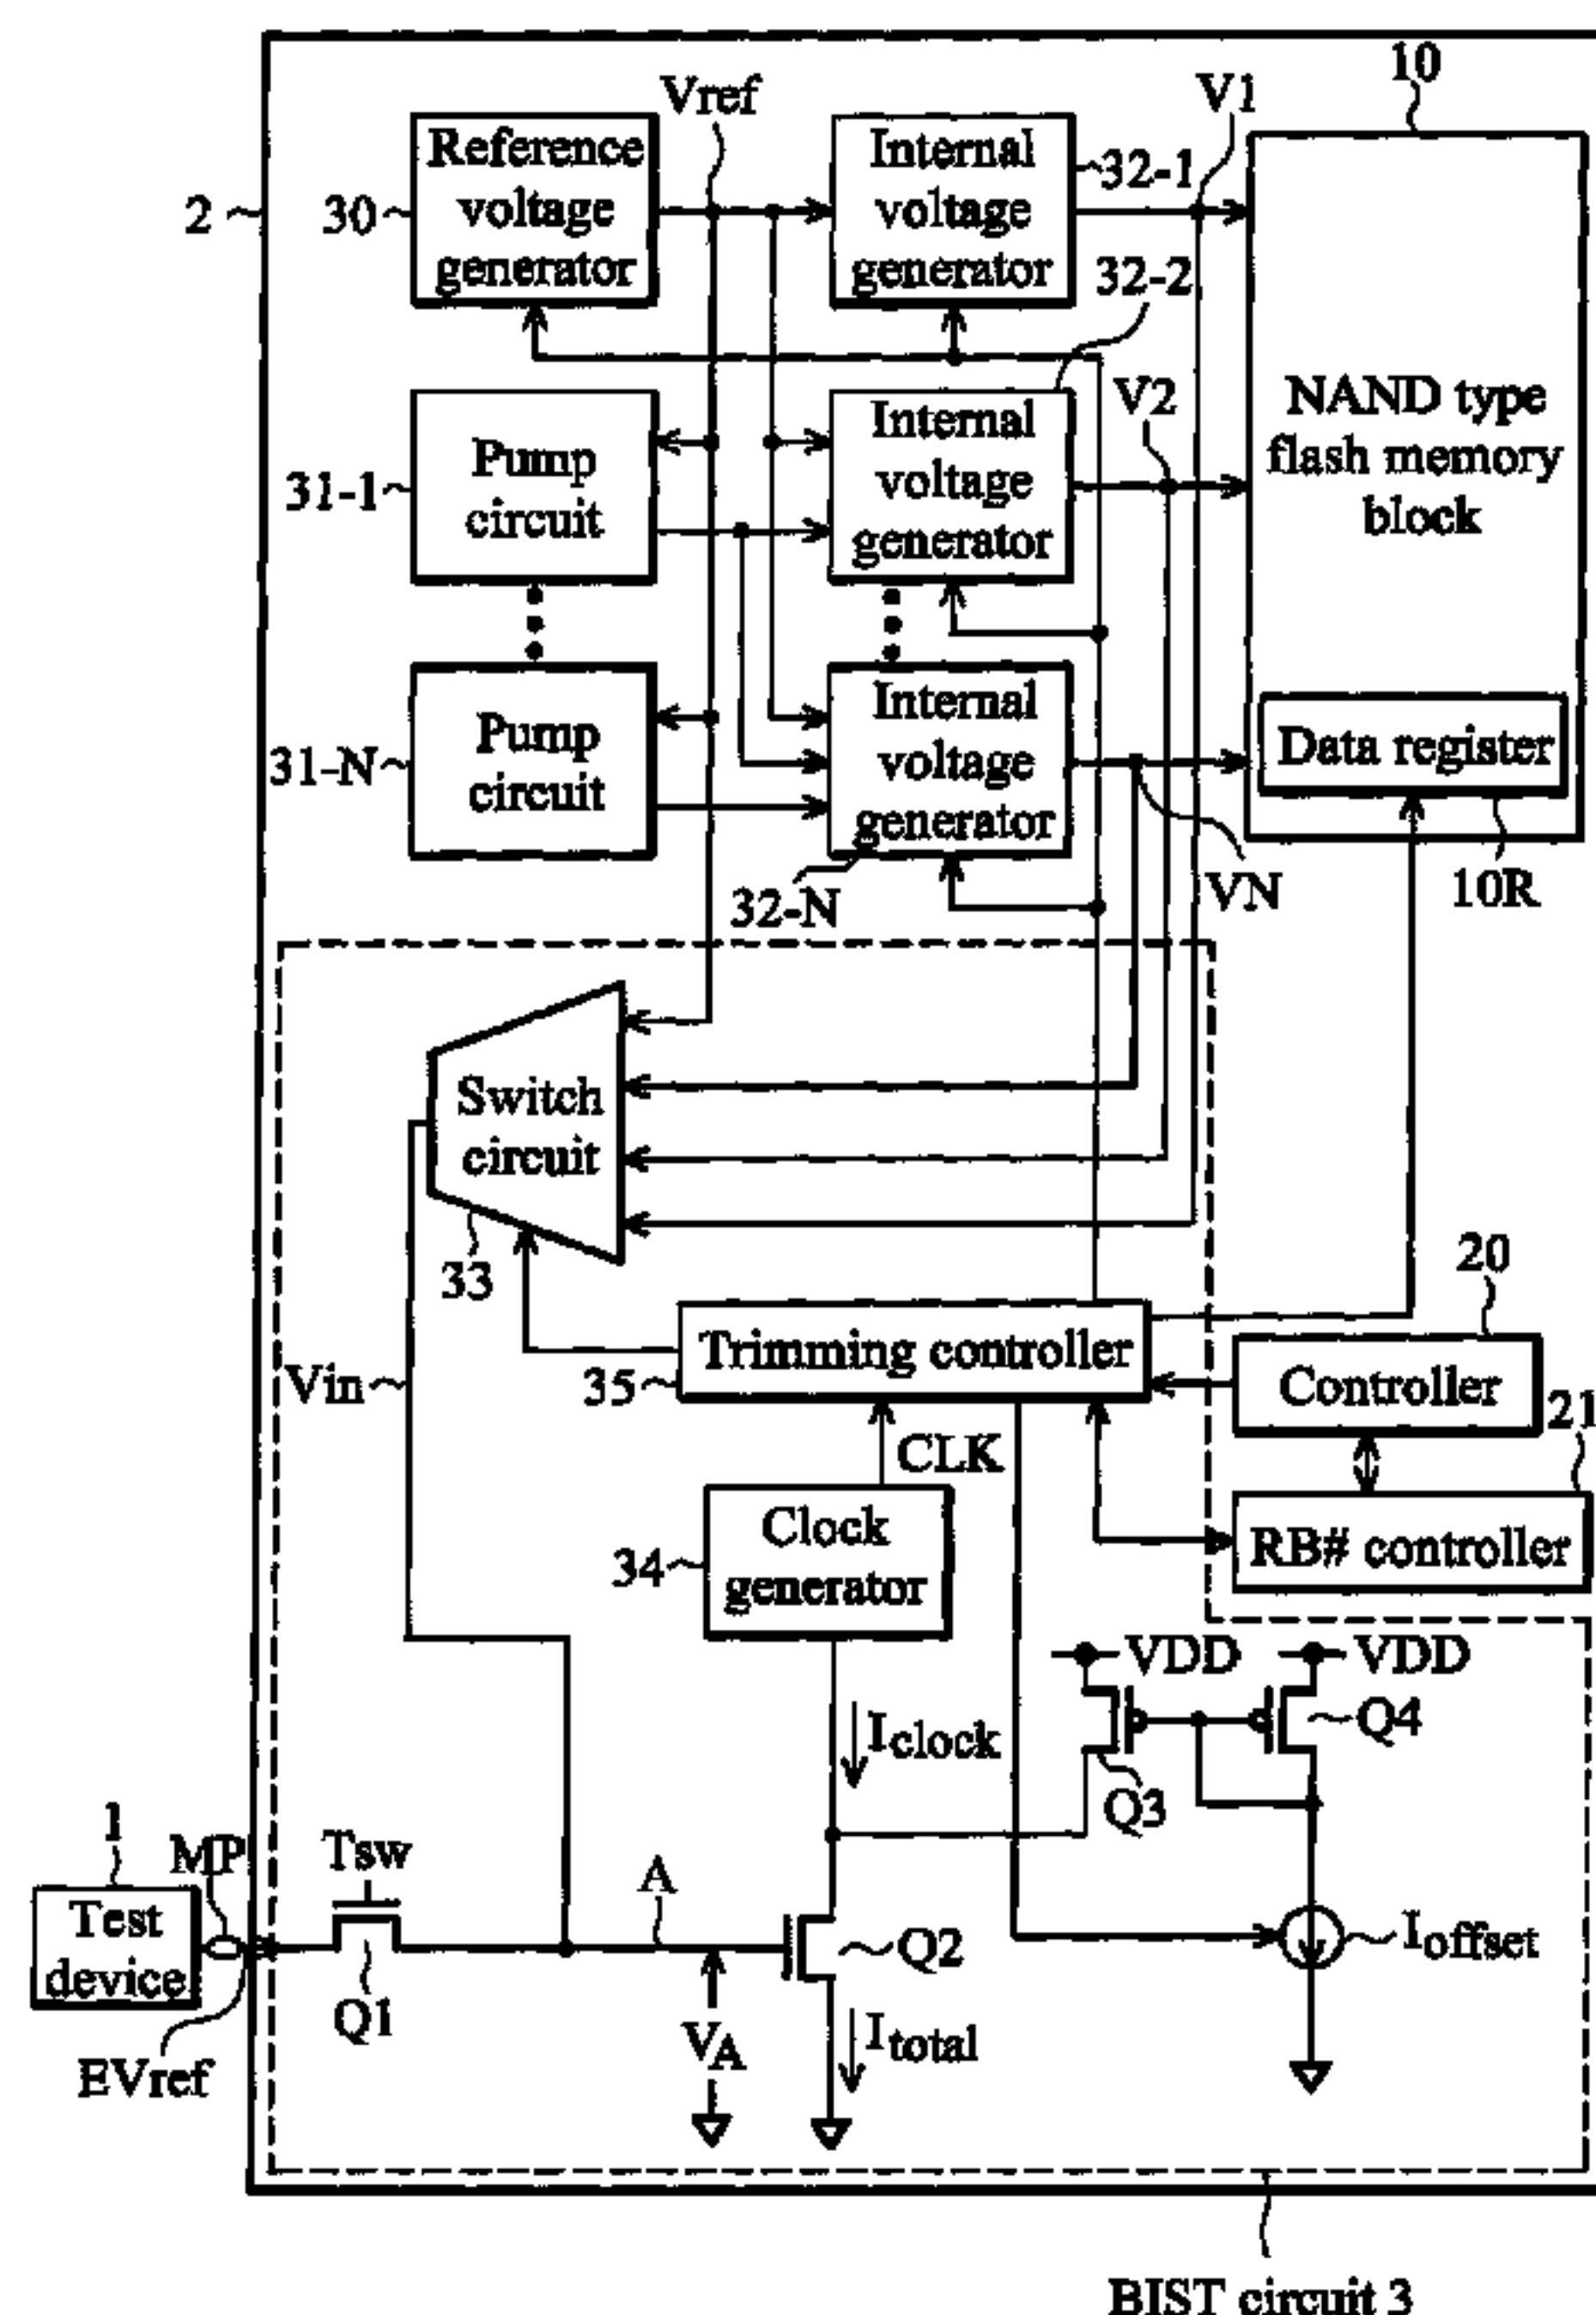 10
Vref
V1
Reference
voltage
generator
Internal
voltage
generator
2
30
32-1
32-2
Pump
circuit
Internal
voltage
generator
V2
NAND type
flash memory
block
31-1
Pump
circuit
Internal
voltage
generator
Data register
31-N
32-N
VN
10R
Switch
circuit
33
20
Vin
35
Trimming controller
Controller
21
CLK
Clock
generator
34
RB# controller
VDD
VDD
Iclock
Q4
Q3
1
MP
Tsw
A
Test
device
Q2
Ioffset
Q1
VA
Itotal
EVref
BIST circuit 3